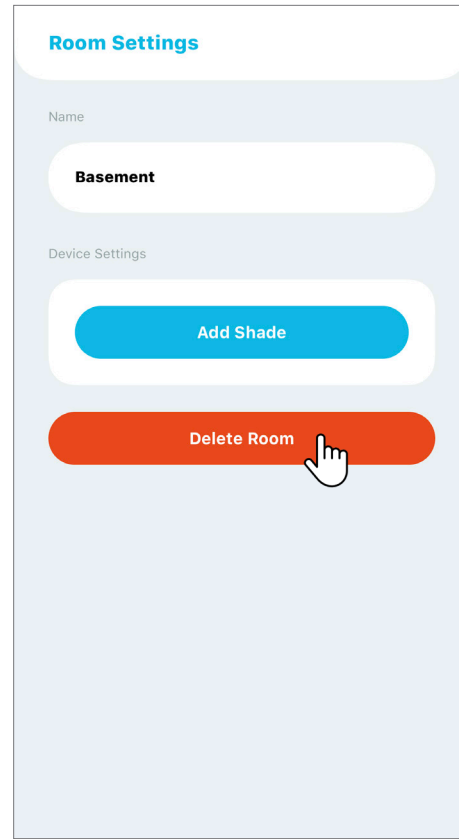 Room Settings
Name
Basement
Device Settings
Add Shade
Delete Room